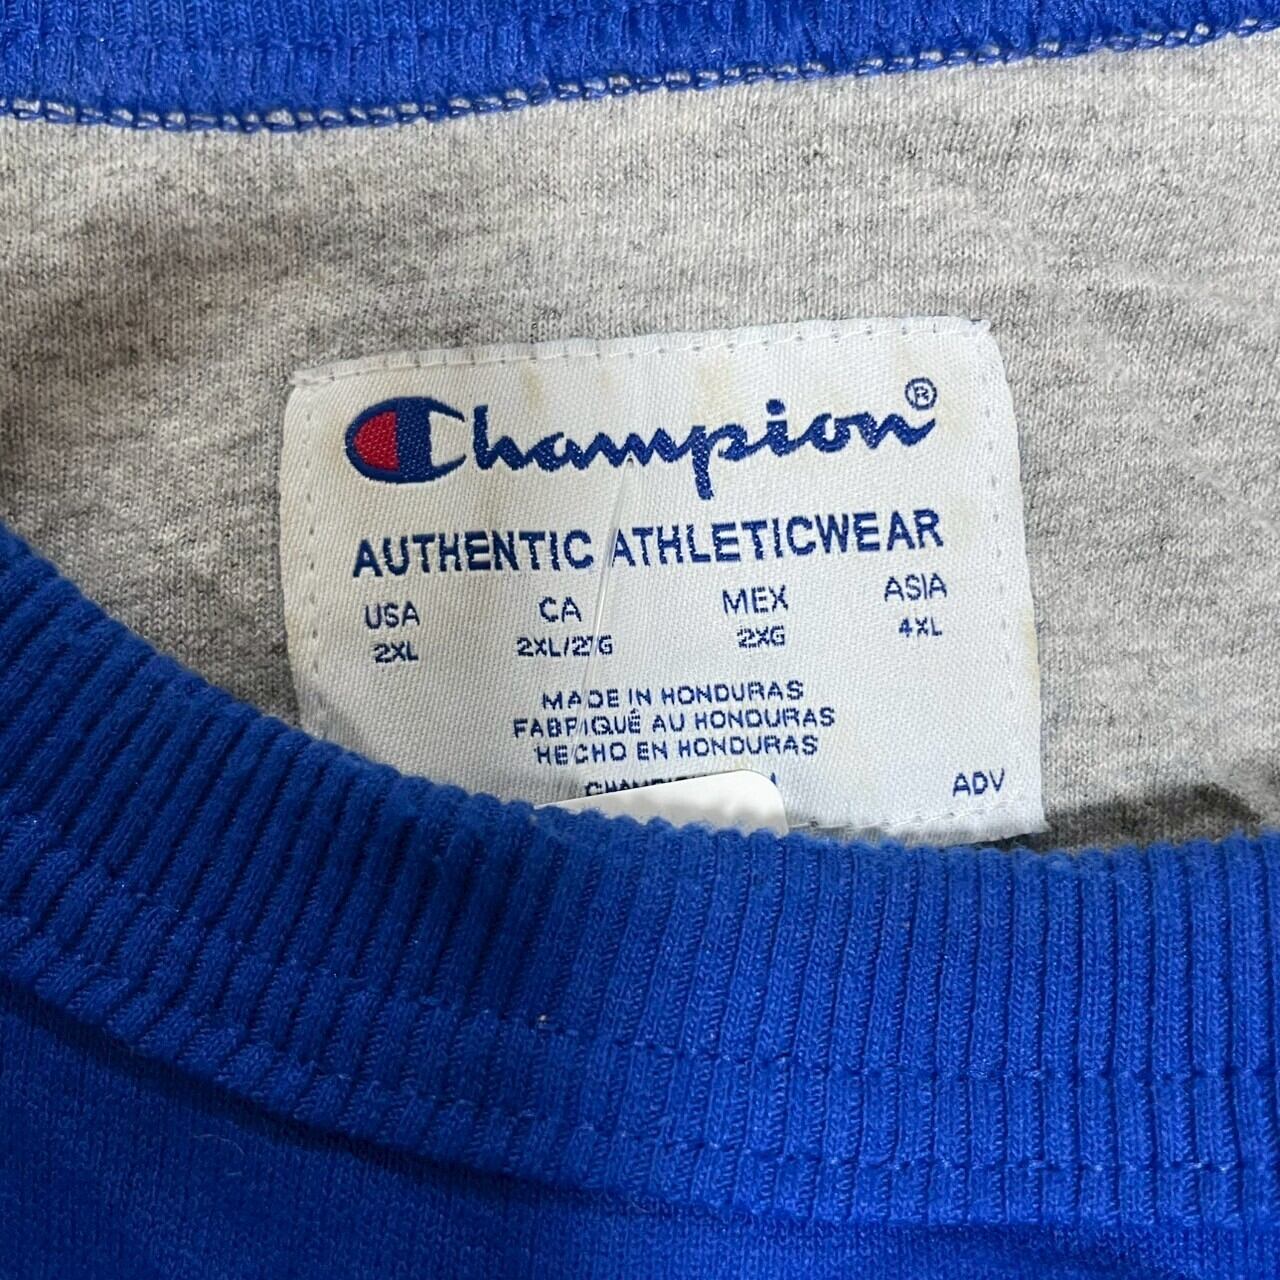 Champion®
AUTHENTIC ATHLETICWEAR
USA CA MEX ASIA
2XL 2XL/2TG 2XG 4XL
MADE IN HONDURAS
FABRIQUÉ AU HONDURAS
HECHO EN HONDURAS
ADV